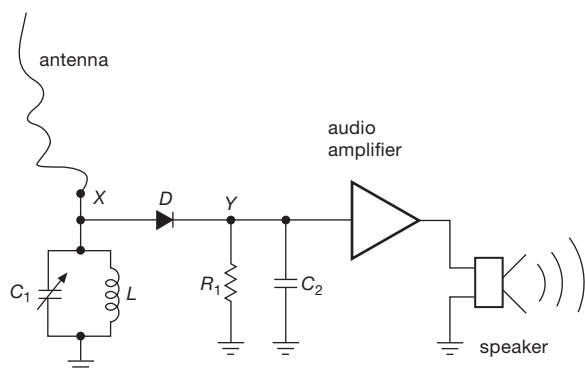 antenna
X
D
Y
audio
amplifier
C1
L
R1
C2
speaker